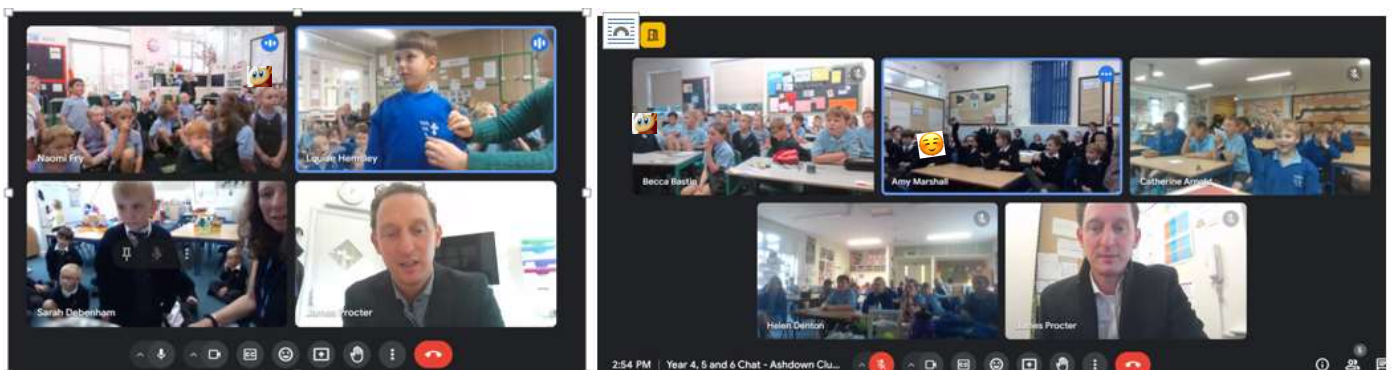 Naomi Fry
Louise Hemsley
Sarah Debenham
James Procter
Becca Bastin
Amy Marshall
Catherine Arnold
Helen Denton
James Procter
2:54 PM | Year 4, 5 and 6 Chat - Ashdown Clu...